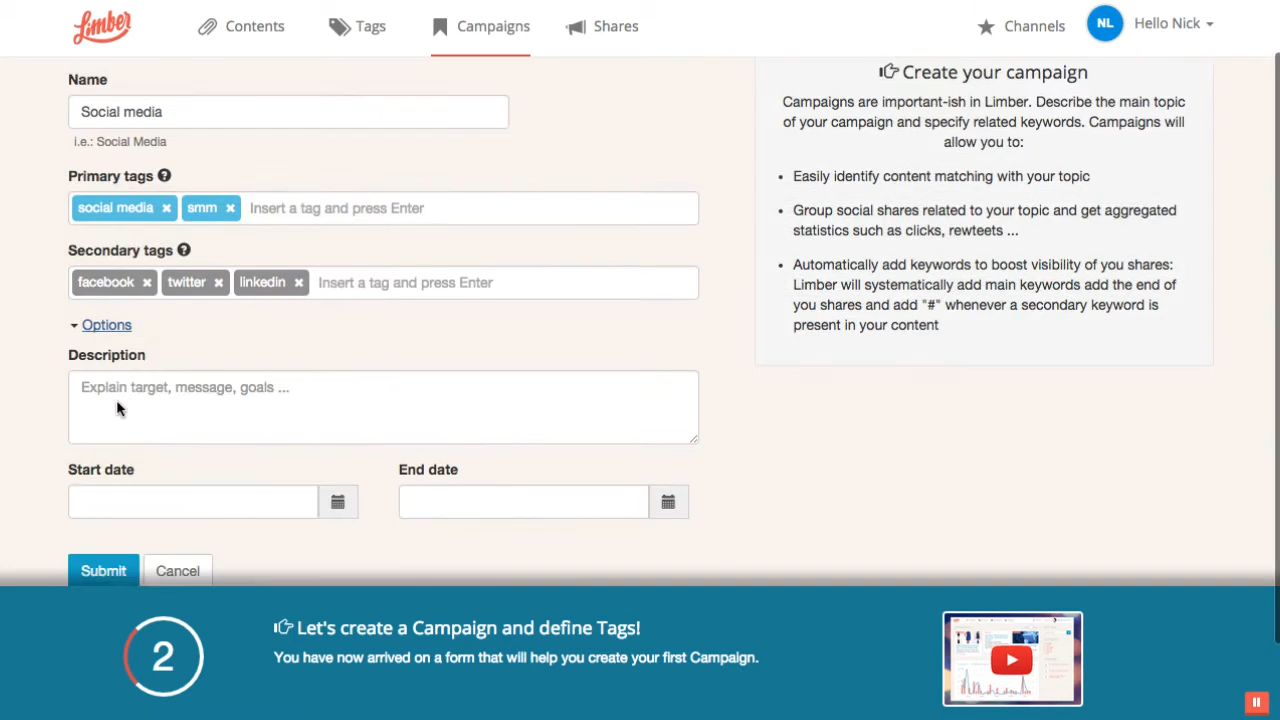 Limber
Contents
Tags
Campaigns
Shares
Channels
NL
Hello Nick
Name
Social media
i.e.: Social Media
Primary tags
social media × smm × Insert a tag and press Enter
Secondary tags
facebook × twitter × linkedin × Insert a tag and press Enter
Options
Description
Explain target, message, goals ...
Start date
End date
Submit
Cancel
Create your campaign
Campaigns are important-ish in Limber. Describe the main topic
of your campaign and specify related keywords. Campaigns will
allow you to:
• Easily identify content matching with your topic
• Group social shares related to your topic and get aggregated
statistics such as clicks, rewteets ...
• Automatically add keywords to boost visibility of you shares:
Limber will systematically add main keywords add the end of
you shares and add "#" whenever a secondary keyword is
present in your content
2
Let's create a Campaign and define Tags!
You have now arrived on a form that will help you create your first Campaign.